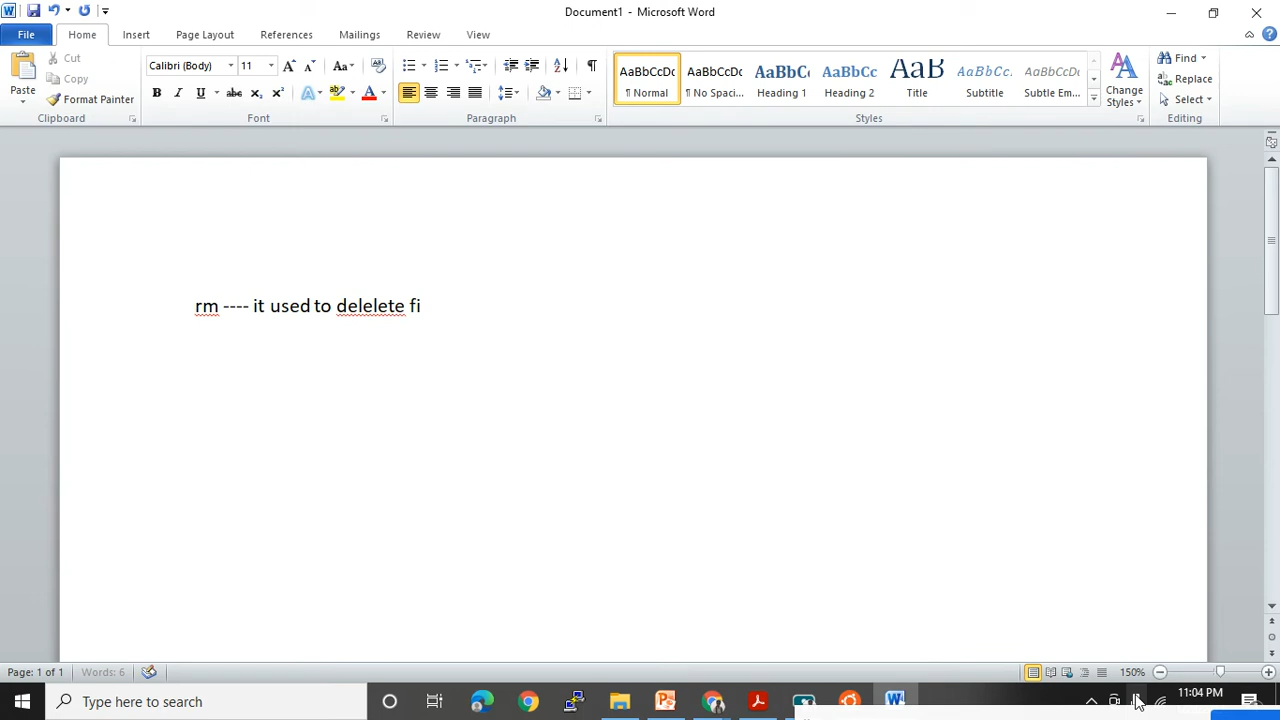 Document1 - Microsoft Word
File Home Insert Page Layout References Mailings Review View
Paste
Cut
Copy
Format Painter
Clipboard
Calibri (Body) 11
Font
Paragraph
AaBbCcDc AaBbCcDc AaBbC AaBbCc AaB AaBbCc. AaBbCcDc
¶ Normal ¶ No Spaci... Heading 1 Heading 2 Title Subtitle Subtle Em...
Change Styles
Styles
Find
Replace
Select
Editing
rm ---- it used to delelete fi
Page: 1 of 1 Words: 6 150%
Type here to search
11:04 PM